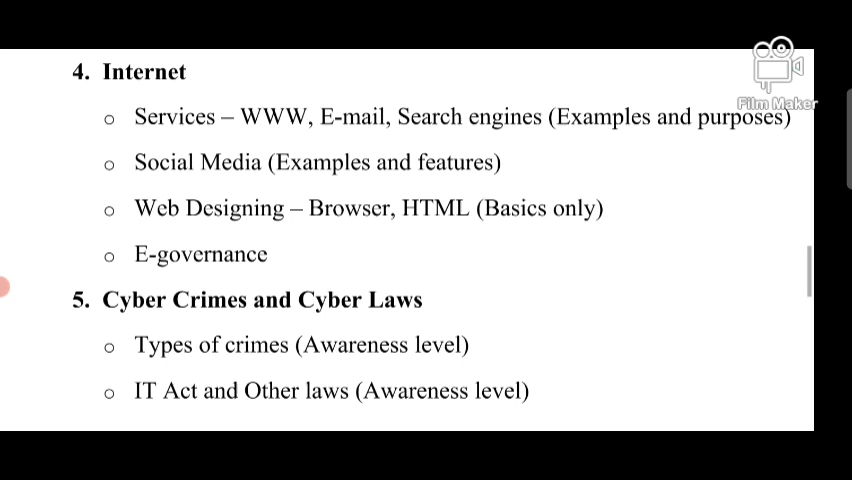 Film Maker
4. Internet
o Services – WWW, E-mail, Search engines (Examples and purposes)
o Social Media (Examples and features)
o Web Designing – Browser, HTML (Basics only)
o E-governance
5. Cyber Crimes and Cyber Laws
o Types of crimes (Awareness level)
o IT Act and Other laws (Awareness level)